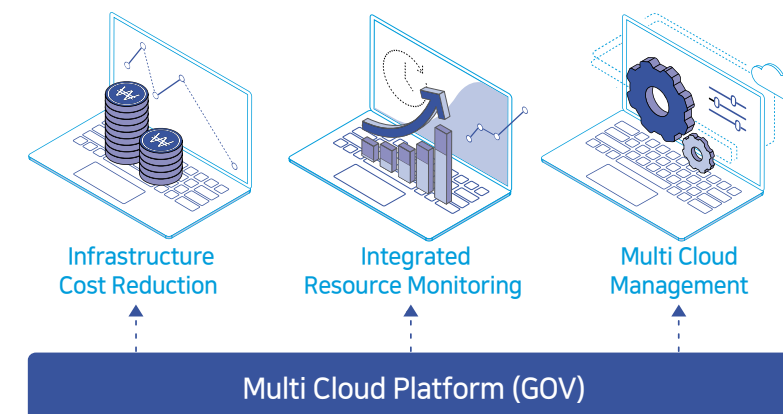 Infrastructure
Cost Reduction
Integrated
Resource Monitoring
Multi Cloud
Management
Multi Cloud Platform (GOV)